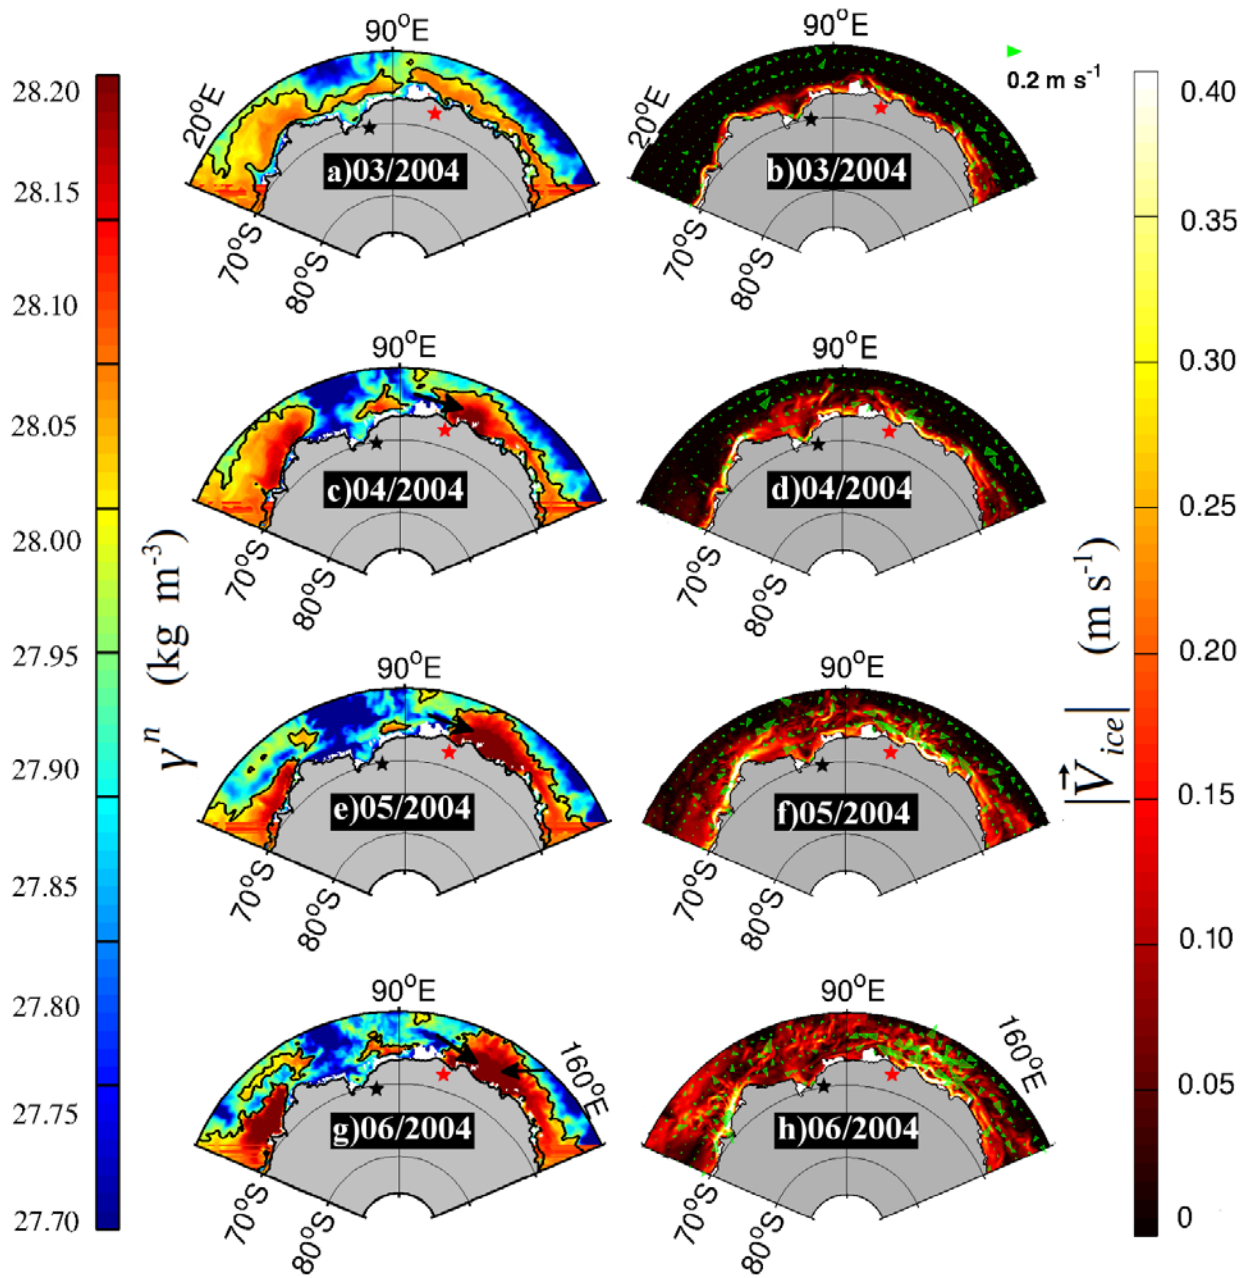 28.20
28.15
28.10
28.05
28.00
27.95
27.90
27.85
27.80
27.75
27.70
γⁿ (kg m⁻³)
90°E
20°E
a)03/2004
70°S
80°S
90°E
20°E
b)03/2004
70°S
80°S
0.2 m s⁻¹
90°E
c)04/2004
70°S
80°S
90°E
d)04/2004
70°S
80°S
90°E
e)05/2004
70°S
80°S
90°E
f)05/2004
70°S
80°S
90°E
160°E
g)06/2004
70°S
80°S
90°E
160°E
h)06/2004
70°S
80°S
|V⃗ice| (m s⁻¹)
0.40
0.35
0.30
0.25
0.20
0.15
0.10
0.05
0